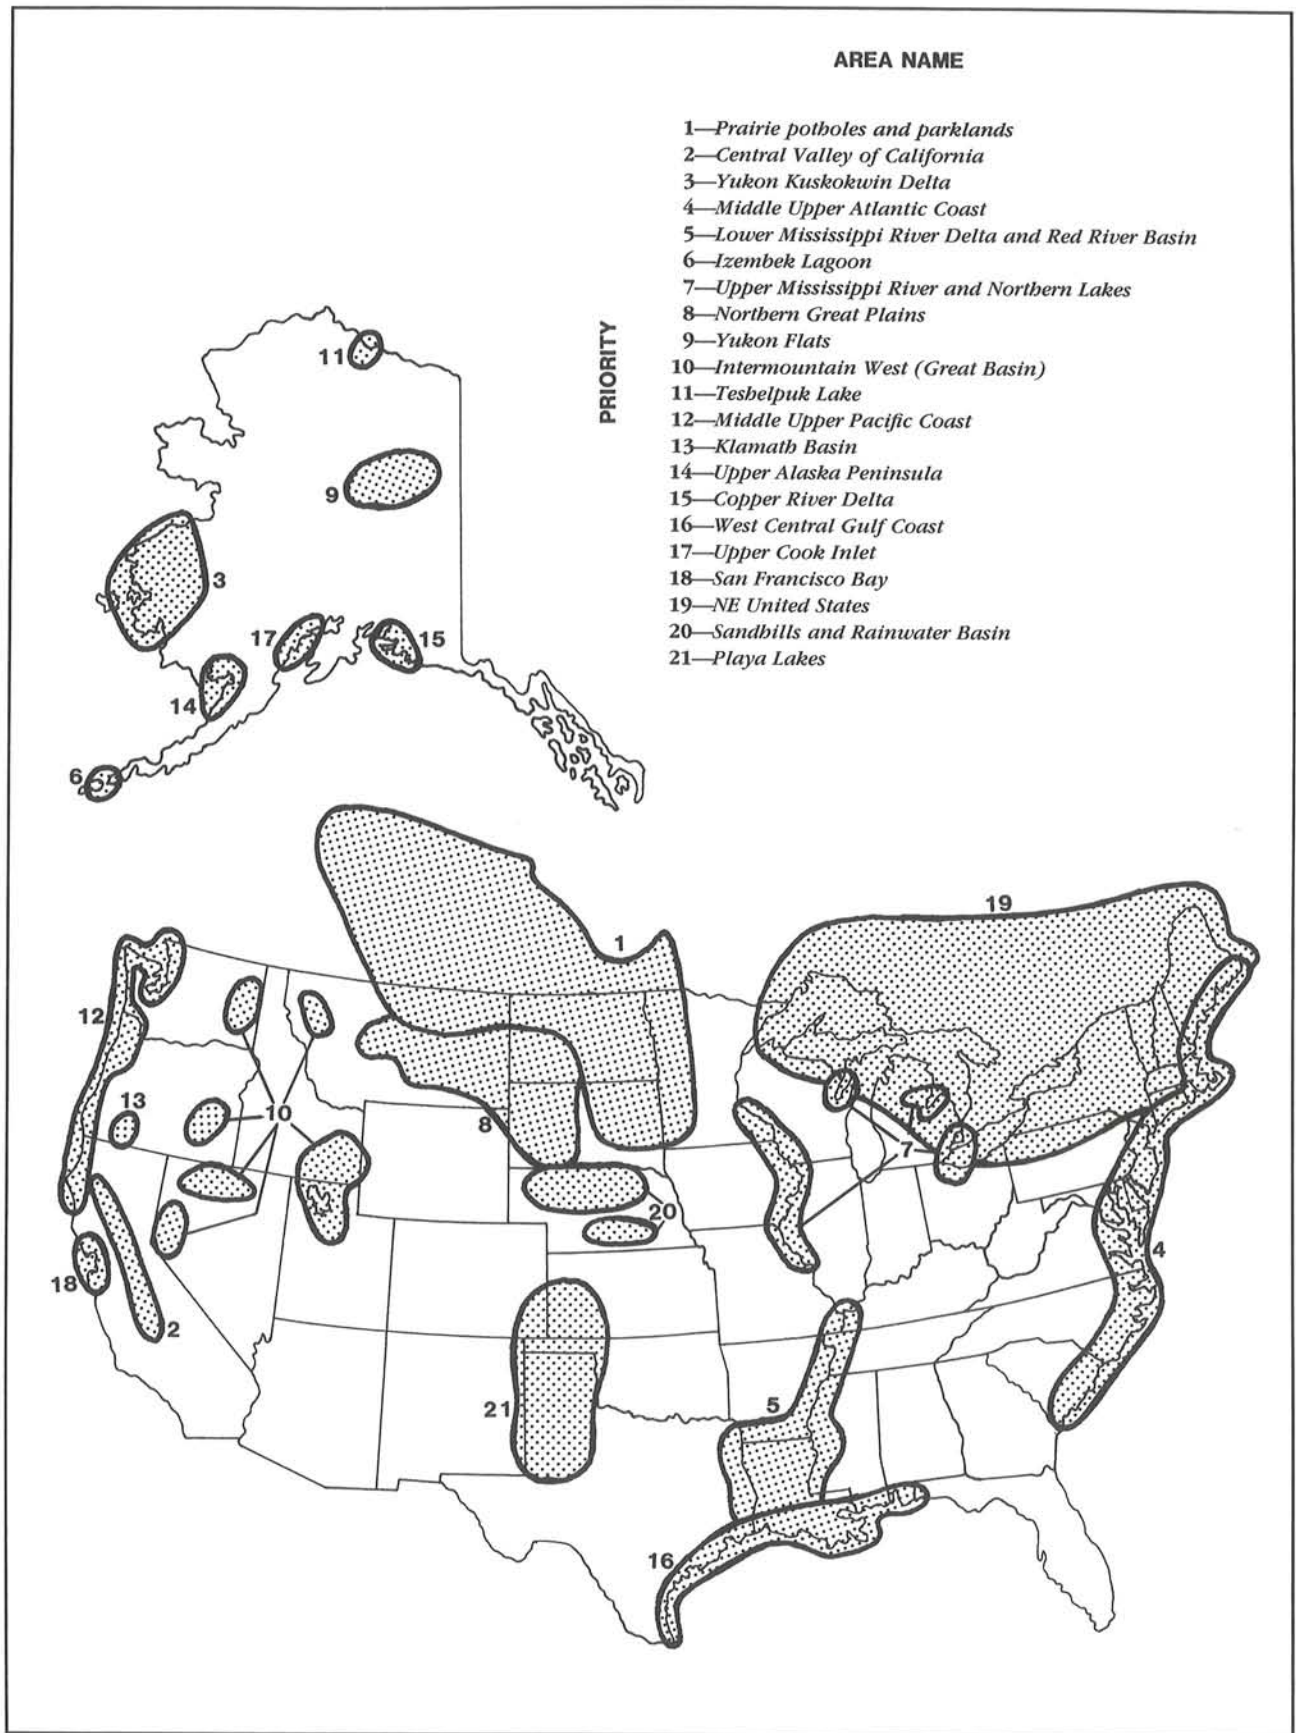 AREA NAME
1—Prairie potholes and parklands
2—Central Valley of California
3—Yukon Kuskokwin Delta
4—Middle Upper Atlantic Coast
5—Lower Mississippi River Delta and Red River Basin
6—Izembek Lagoon
7—Upper Mississippi River and Northern Lakes
8—Northern Great Plains
9—Yukon Flats
10—Intermountain West (Great Basin)
11—Teshelpuk Lake
12—Middle Upper Pacific Coast
13—Klamath Basin
14—Upper Alaska Peninsula
15—Copper River Delta
16—West Central Gulf Coast
17—Upper Cook Inlet
18—San Francisco Bay
19—NE United States
20—Sandhills and Rainwater Basin
21—Playa Lakes
PRIORITY
11
9
3
17
15
14
6
19
1
12
13
10
8
7
20
4
18
2
21
5
16